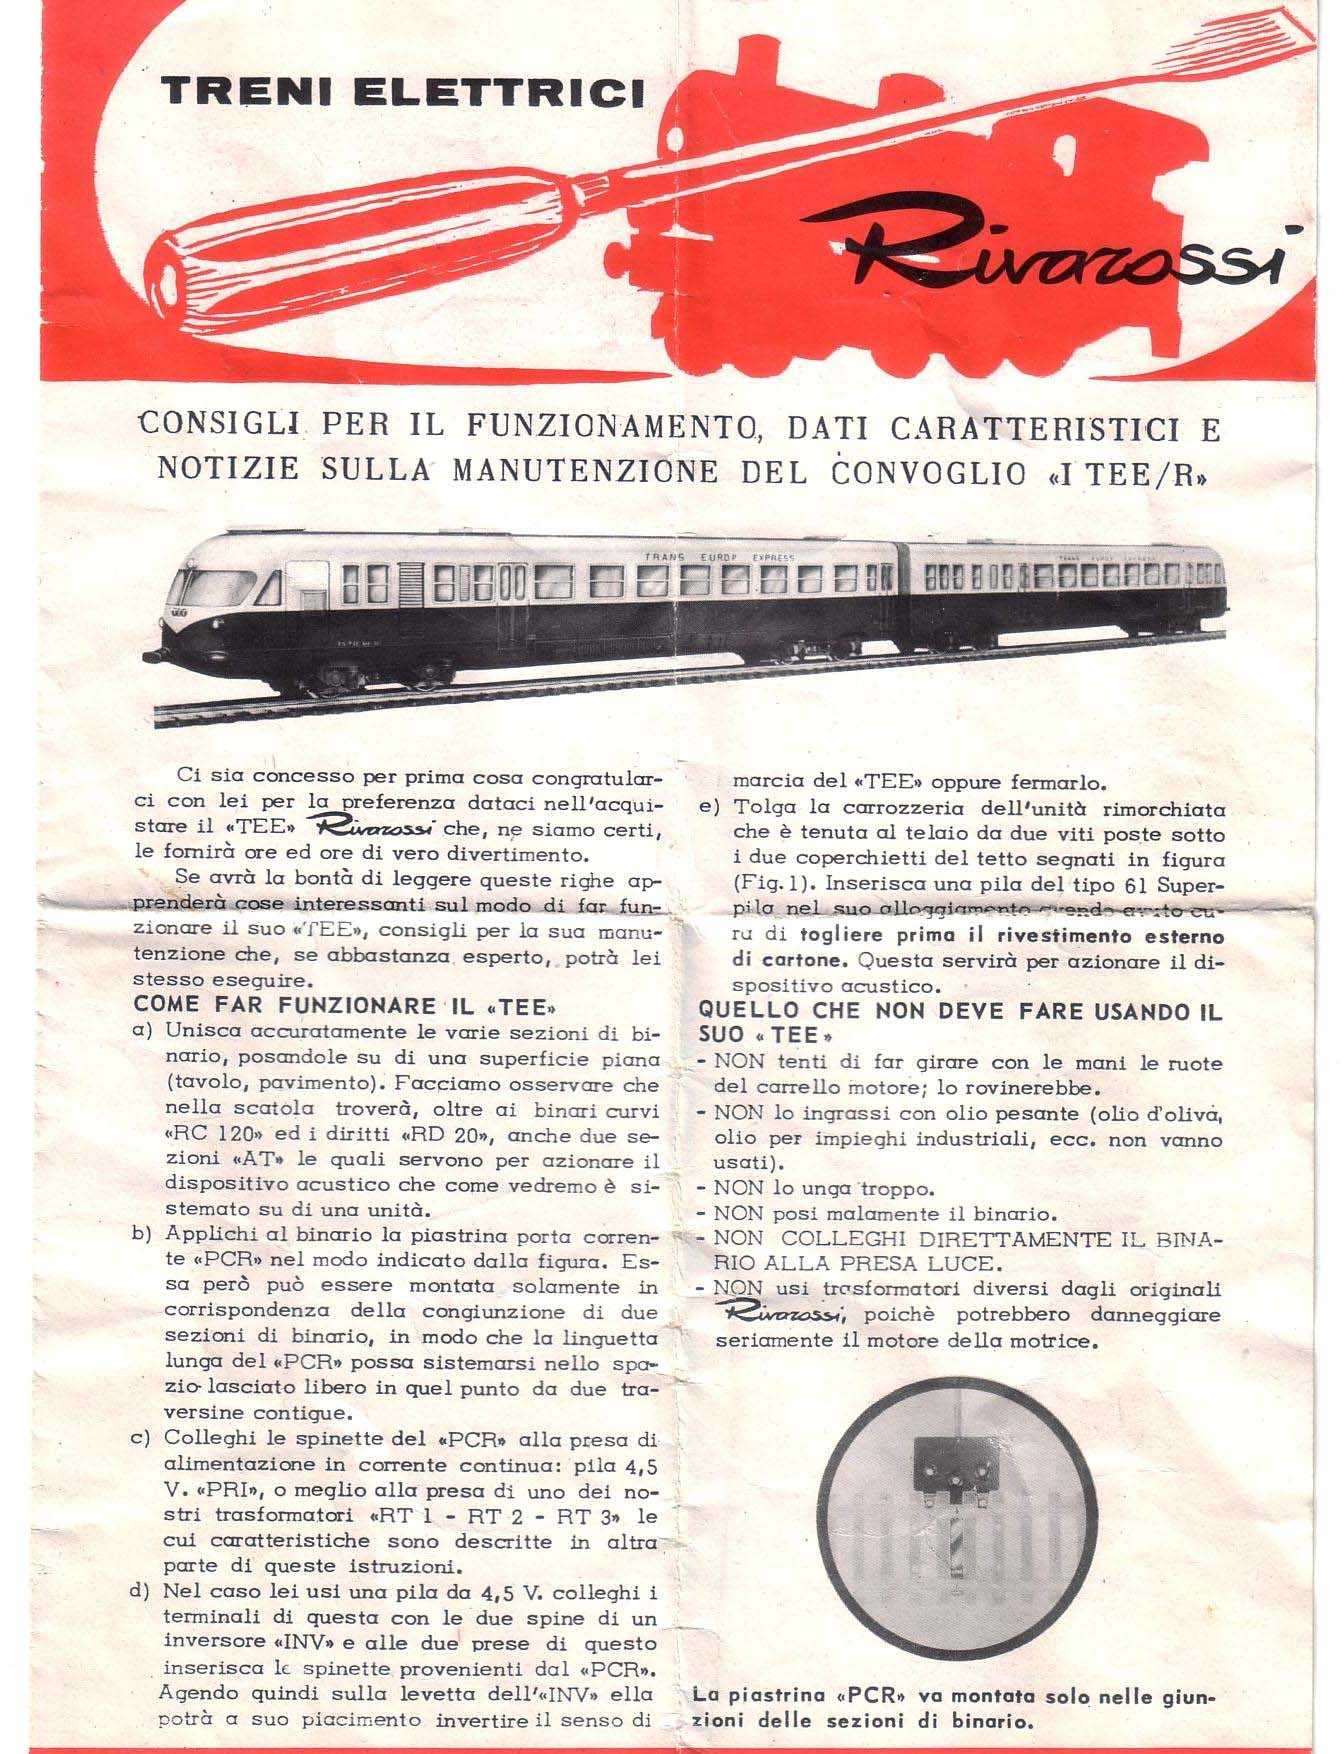 TRENI ELETTRICI
Rivarossi
CONSIGLI PER IL FUNZIONAMENTO, DATI CARATTERISTICI E
NOTIZIE SULLA MANUTENZIONE DEL CONVOGLIO «I TEE/R»
TRANS EUROP EXPRESS
TRANS EUROP EXPRESS
Ci sia concesso per prima cosa congratular-
ci con lei per la preferenza dataci nell'acqui-
stare il «TEE» Rivarossi che, ne siamo certi,
le fornirà ore ed ore di vero divertimento.
Se avrà la bontà di leggere queste righe ap-
prenderà cose interessanti sul modo di far fun-
zionare il suo «TEE», consigli per la sua manu-
tenzione che, se abbastanza esperto, potrà lei
stesso eseguire.
COME FAR FUNZIONARE IL «TEE»
a) Unisca accuratamente le varie sezioni di bi-
nario, posandole su di una superficie piana
(tavolo, pavimento). Facciamo osservare che
nella scatola troverà, oltre ai binari curvi
«RC 120» ed i diritti «RD 20», anche due se-
zioni «AT» le quali servono per azionare il
dispositivo acustico che come vedremo è si-
stemato su di una unità.
b) Applichi al binario la piastrina porta corren-
te «PCR» nel modo indicato dalla figura. Es-
sa però può essere montata solamente in
corrispondenza della congiunzione di due
sezioni di binario, in modo che la linguetta
lunga del «PCR» possa sistemarsi nello spa-
zio lasciato libero in quel punto da due tra-
versine contigue.
c) Colleghi le spinette del «PCR» alla presa di
alimentazione in corrente continua: pila 4,5
V. «PRI», o meglio alla presa di uno dei no-
stri trasformatori «RT 1 - RT 2 - RT 3» le
cui caratteristiche sono descritte in altra
parte di queste istruzioni.
d) Nel caso lei usi una pila da 4,5 V. colleghi i
terminali di questa con le due spine di un
inversore «INV» e alle due prese di questo
inserisca le spinette provenienti dal «PCR».
Agendo quindi sulla levetta dell'«INV» ella
potrà a suo piacimento invertire il senso di
marcia del «TEE» oppure fermarlo.
e) Tolga la carrozzeria dell'unità rimorchiata
che è tenuta al telaio da due viti poste sotto
i due coperchietti del tetto segnati in figura
(Fig. 1). Inserisca una pila del tipo 61 Super-
pila nel suo alloggiamento avendo avuto cu-
ra di togliere prima il rivestimento esterno
di cartone. Questa servirà per azionare il di-
spositivo acustico.
QUELLO CHE NON DEVE FARE USANDO IL
SUO «TEE»
- NON tenti di far girare con le mani le ruote
del carrello motore; lo rovinerebbe.
- NON lo ingrassi con olio pesante (olio d'oliva,
olio per impieghi industriali, ecc. non vanno
usati).
- NON lo unga troppo.
- NON posi malamente il binario.
- NON COLLEGHI DIRETTAMENTE IL BINA-
RIO ALLA PRESA LUCE.
- NON usi trasformatori diversi dagli originali
Rivarossi, poichè potrebbero danneggiare
seriamente il motore della motrice.
La piastrina «PCR» va montata solo nelle giun-
zioni delle sezioni di binario.